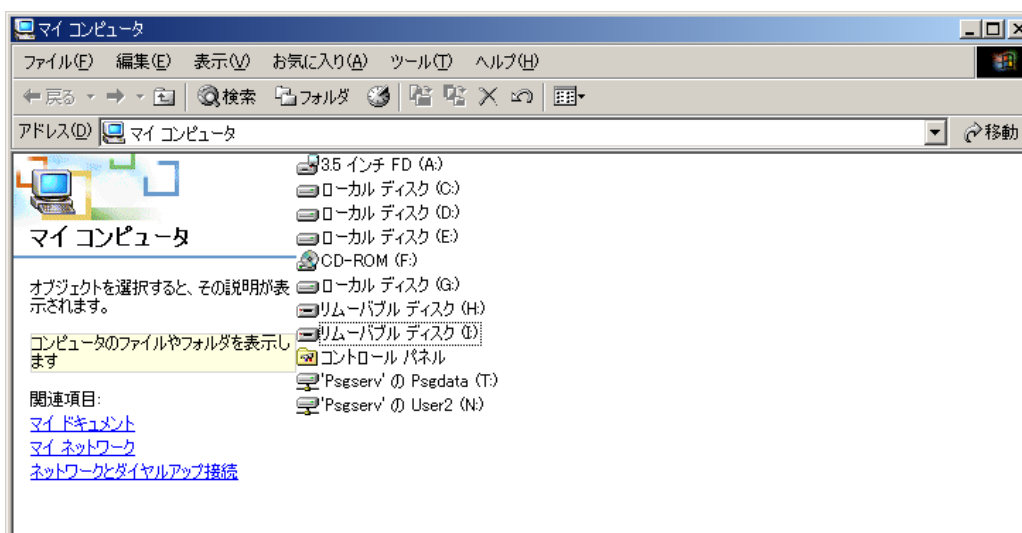 マイ コンピュータ
ファイル(F) 編集(E) 表示(V) お気に入り(A) ツール(T) ヘルプ(H)
戻る 検索 フォルダ
アドレス(D) マイ コンピュータ 移動
マイ コンピュータ
オブジェクトを選択すると、その説明が表
示されます。
コンピュータのファイルやフォルダを表示し
ます
関連項目:
マイ ドキュメント
マイ ネットワーク
ネットワークとダイヤルアップ接続
3.5 インチ FD (A:)
ローカル ディスク (C:)
ローカル ディスク (D:)
ローカル ディスク (E:)
CD-ROM (F:)
ローカル ディスク (G:)
リムーバブル ディスク (H:)
リムーバブル ディスク (I:)
コントロール パネル
'Psgserv' の Psgdata (T:)
'Psgserv' の User2 (N:)